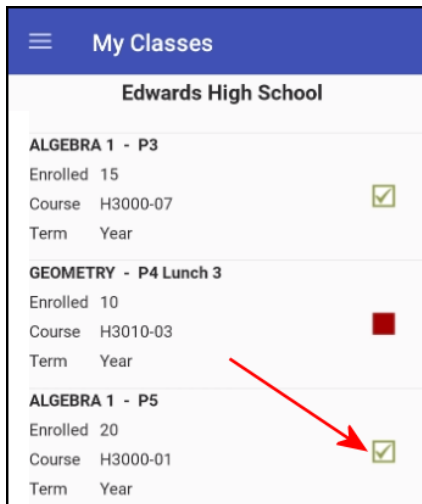 My Classes
Edwards High School
ALGEBRA 1 - P3
Enrolled 15
Course H3000-07
Term Year
GEOMETRY - P4 Lunch 3
Enrolled 10
Course H3010-03
Term Year
ALGEBRA 1 - P5
Enrolled 20
Course H3000-01
Term Year